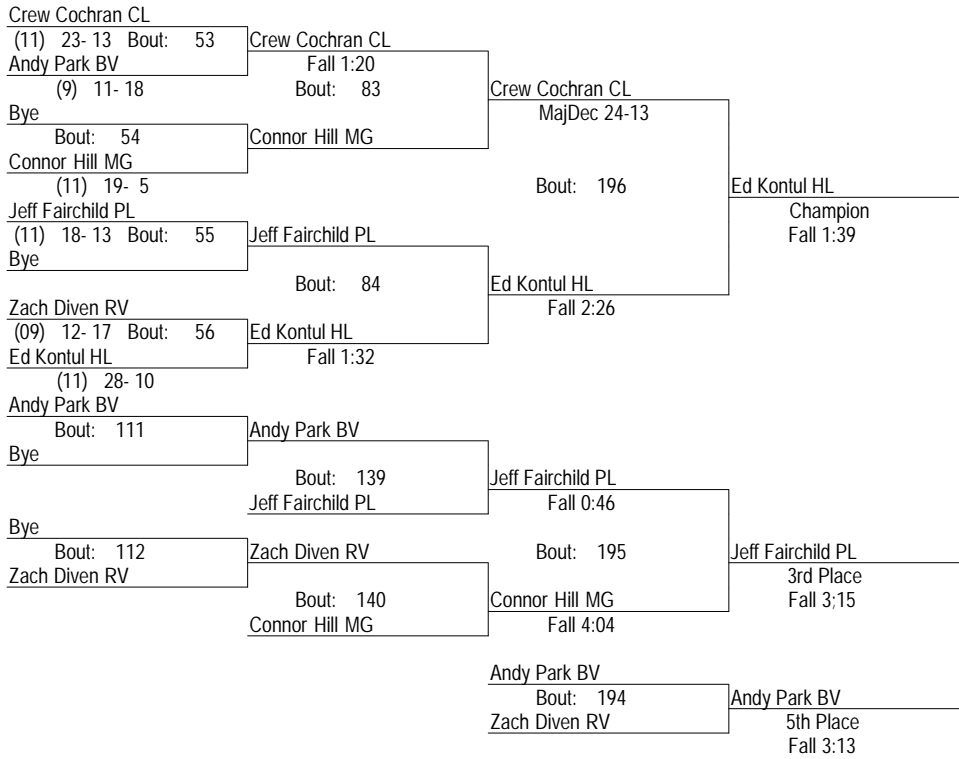 Crew Cochran CL
(11) 23- 13 Bout: 53
Andy Park BV
(9) 11- 18
Bye
Bout: 54
Connor Hill MG
(11) 19- 5
Jeff Fairchild PL
(11) 18- 13 Bout: 55
Bye
Zach Diven RV
(09) 12- 17 Bout: 56
Ed Kontul HL
(11) 28- 10
Andy Park BV
Bout: 111
Bye
Bye
Bout: 112
Zach Diven RV
Crew Cochran CL
Fall 1:20
Bout: 83
Connor Hill MG
Jeff Fairchild PL
Bout: 84
Ed Kontul HL
Fall 1:32
Andy Park BV
Bout: 139
Jeff Fairchild PL
Zach Diven RV
Bout: 140
Connor Hill MG
Crew Cochran CL
MajDec 24-13
Bout: 196
Ed Kontul HL
Fall 2:26
Jeff Fairchild PL
Fall 0:46
Bout: 195
Connor Hill MG
Fall 4:04
Andy Park BV
Bout: 194
Zach Diven RV
Ed Kontul HL
Champion
Fall 1:39
Jeff Fairchild PL
3rd Place
Fall 3;15
Andy Park BV
5th Place
Fall 3:13